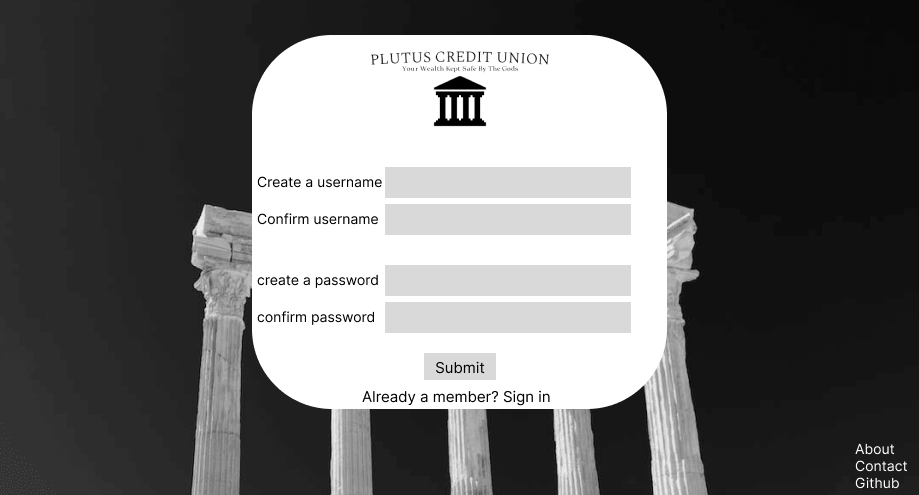 PLUTUS CREDIT UNION
Your Wealth Kept Safe By The Gods
Create a username
Confirm username
create a password
confirm password
Submit
Already a member? Sign in
About
Contact
Github